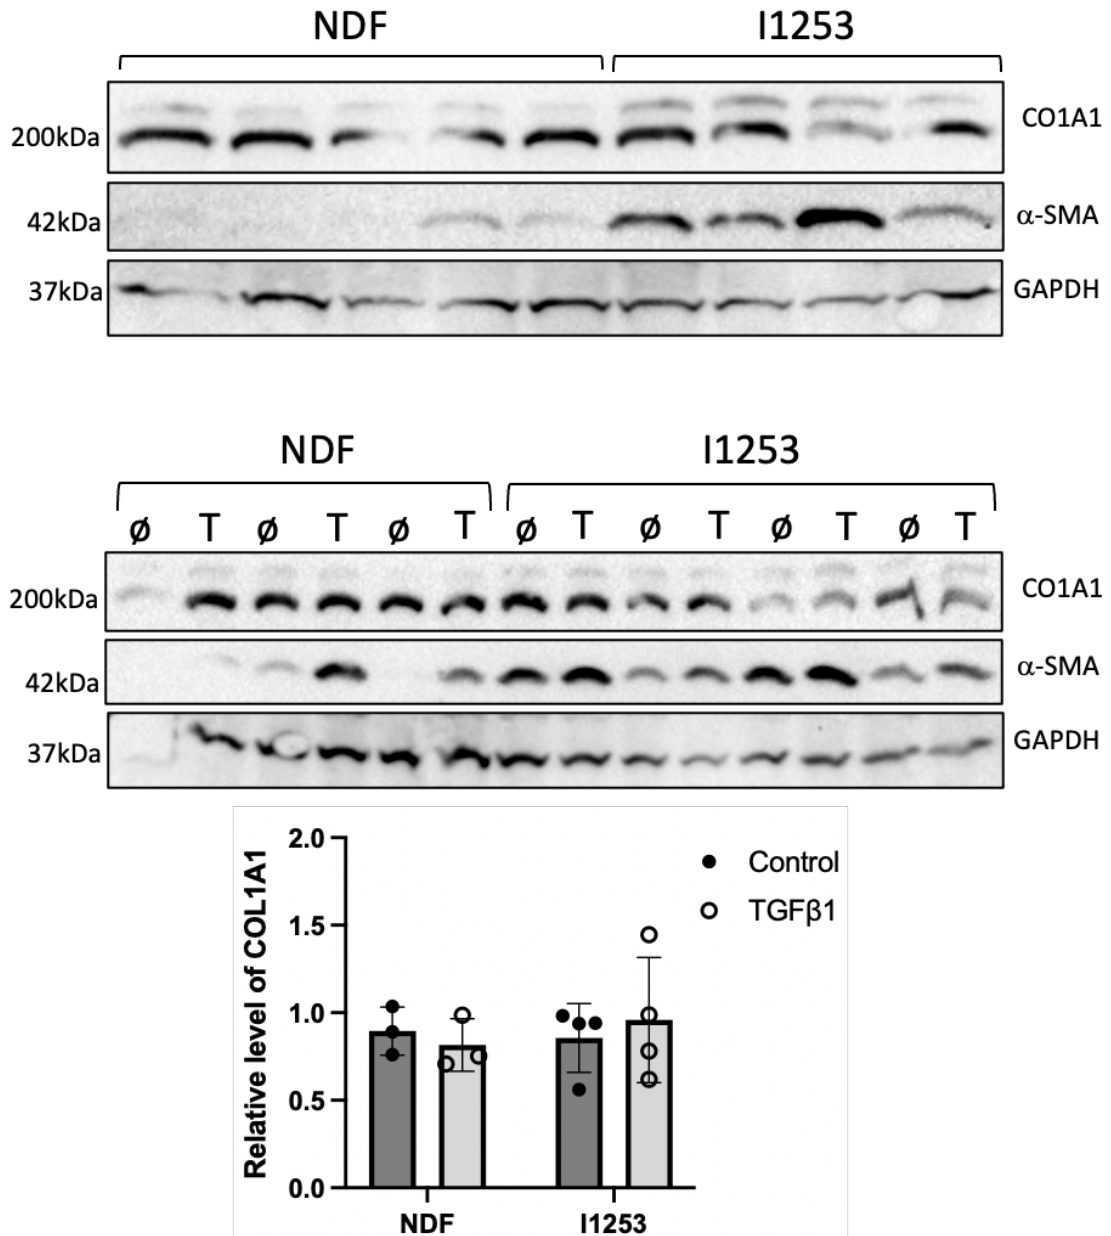 NDF I1253
200kDa CO1A1
42kDa α-SMA
37kDa GAPDH
NDF I1253
ø T ø T ø T ø T ø T ø T ø T
200kDa CO1A1
42kDa α-SMA
37kDa GAPDH
Relative level of COL1A1
2.0
1.5
1.0
0.5
0.0
Control
TGFβ1
NDF I1253